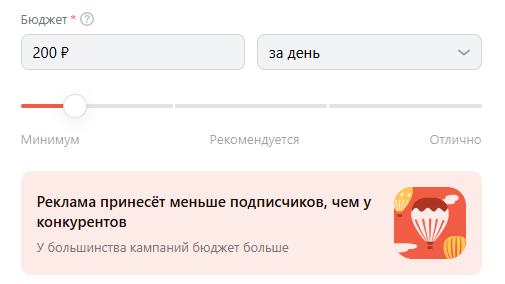 Бюджет * ?
200 ₽
за день
Минимум
Рекомендуется
Отлично
Реклама принесёт меньше подписчиков, чем у
конкурентов
У большинства кампаний бюджет больше